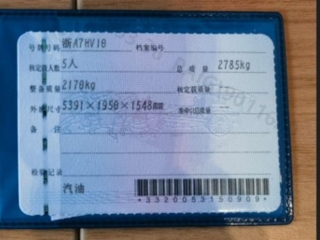 号牌号码 浙A7HV10 档案编号
核定载人数 5人 总质量 2785kg
整备质量 2170kg 核定载质量
外廓尺寸 5391×1950×1548mm 准牵引总质量 --
备注
检验记录
汽油
*3320053150909*